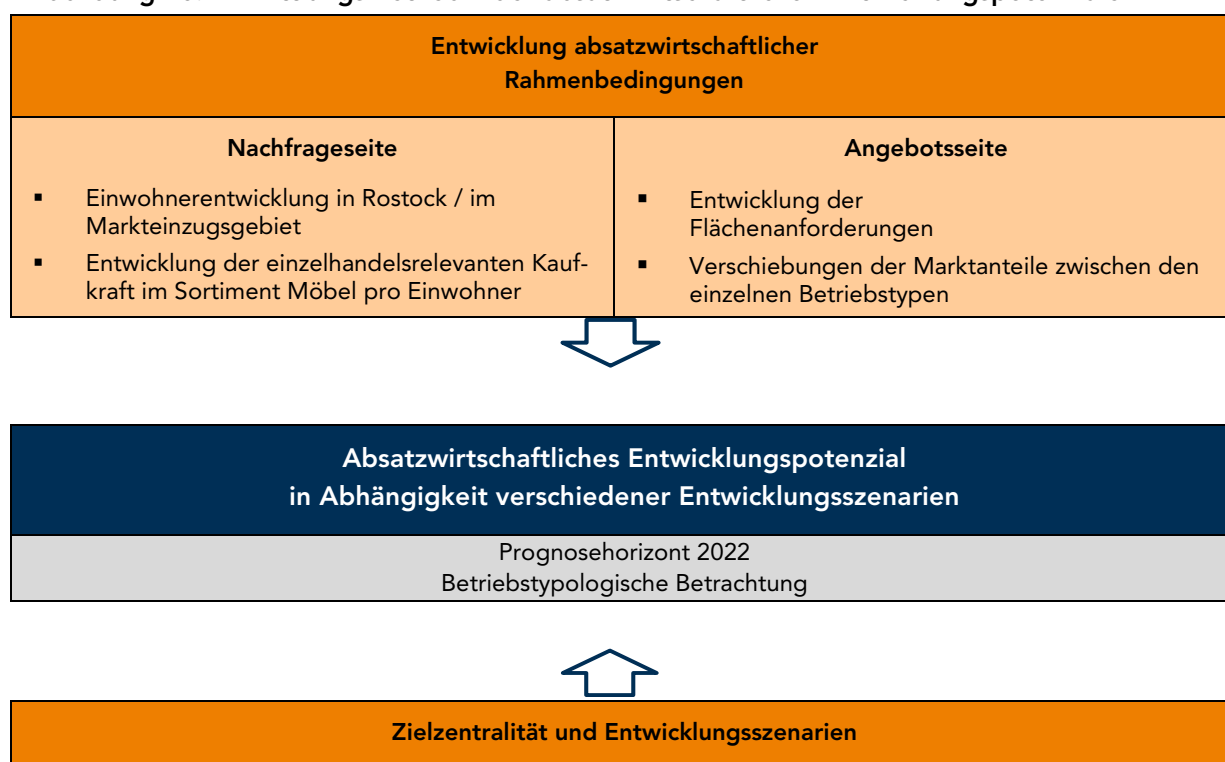 Entwicklung absatzwirtschaftlicher
Rahmenbedingungen
Nachfrageseite
▪ Einwohnerentwicklung in Rostock / im
Markteinzugsgebiet
▪ Entwicklung der einzelhandelsrelevanten Kauf-
kraft im Sortiment Möbel pro Einwohner
Angebotsseite
▪ Entwicklung der
Flächenanforderungen
▪ Verschiebungen der Marktanteile zwischen den
einzelnen Betriebstypen
Absatzwirtschaftliches Entwicklungspotenzial
in Abhängigkeit verschiedener Entwicklungsszenarien
Prognosehorizont 2022
Betriebstypologische Betrachtung
Zielzentralität und Entwicklungsszenarien